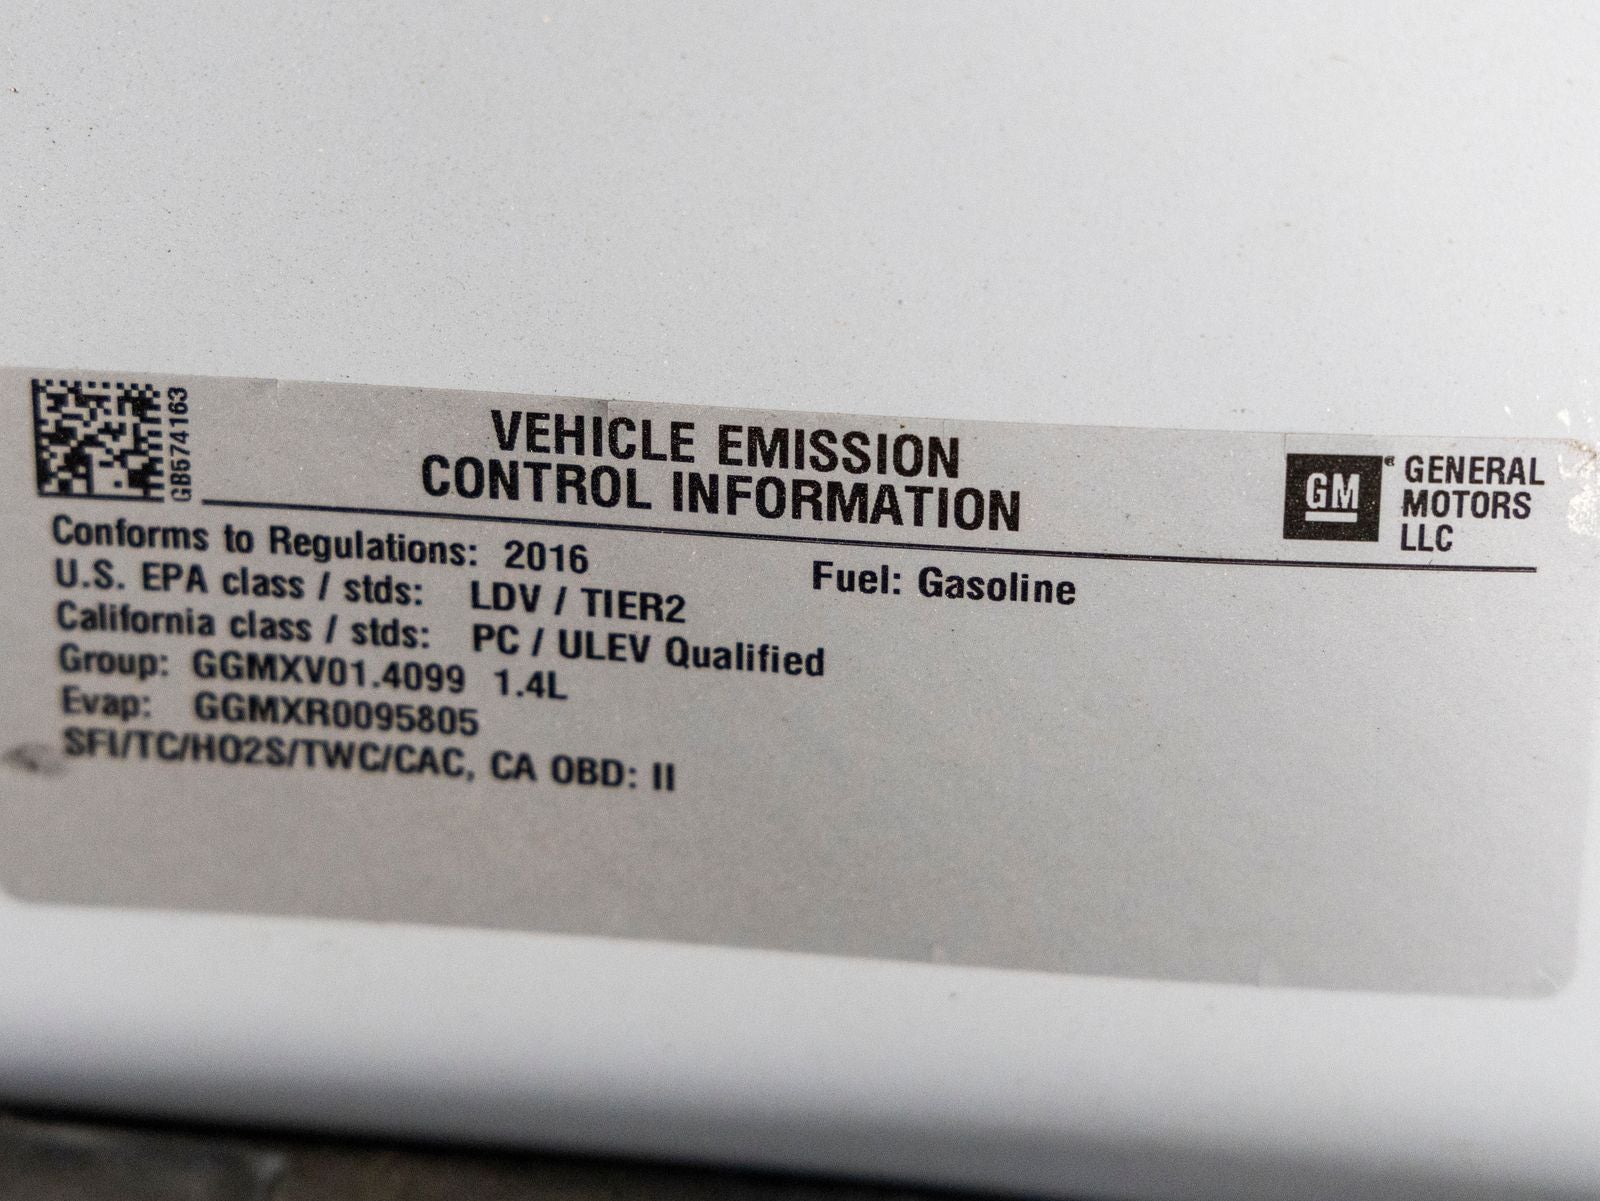 GB574163
VEHICLE EMISSION
CONTROL INFORMATION
GM
GENERAL
MOTORS
LLC
Conforms to Regulations: 2016
Fuel: Gasoline
U.S. EPA class / stds: LDV / TIER2
California class / stds: PC / ULEV Qualified
Group: GGMXV01.4099 1.4L
Evap: GGMXR0095805
SFI/TC/HO2S/TWC/CAC, CA OBD: II